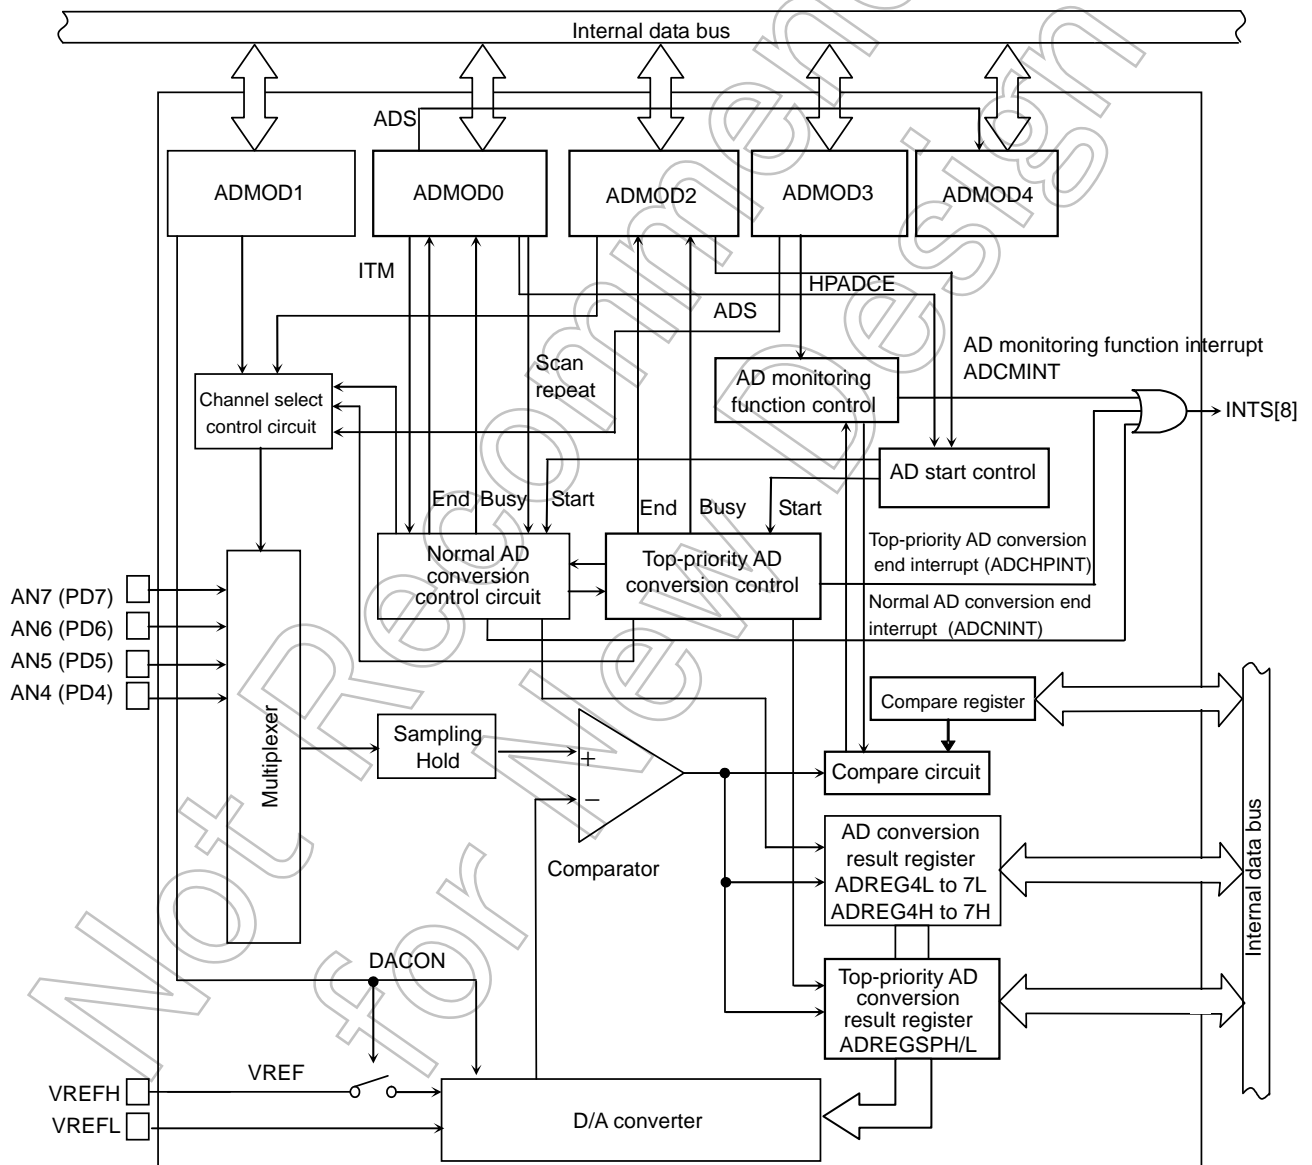 Internal data bus
ADS
ADMOD1
ADMOD0
ADMOD2
ADMOD3
ADMOD4
ITM
HPADCE
ADS
Scan
repeat
AD monitoring function interrupt
ADCMINT
Channel select
control circuit
AD monitoring
function control
INTS[8]
AD start control
End
Busy
Start
End
Busy
Start
Normal AD
conversion
control circuit
Top-priority AD
conversion control
Top-priority AD conversion
end interrupt (ADCHPINT)
Normal AD conversion end
interrupt (ADCNINT)
AN7 (PD7)
AN6 (PD6)
AN5 (PD5)
AN4 (PD4)
Multiplexer
Sampling
Hold
+
−
Comparator
Compare register
Compare circuit
AD conversion
result register
ADREG4L to 7L
ADREG4H to 7H
Internal data bus
DACON
Top-priority AD
conversion
result register
ADREGSPH/L
VREF
VREFH
VREFL
D/A converter
Not Recommended
for New Design